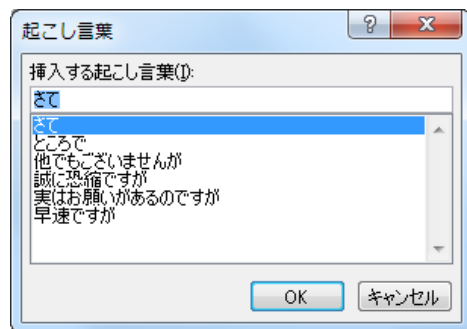 起こし言葉
挿入する起こし言葉(I):
さて
さて
ところで
他でもございませんが
誠に恐縮ですが
実はお願いがあるのですが
早速ですが
OK
キャンセル